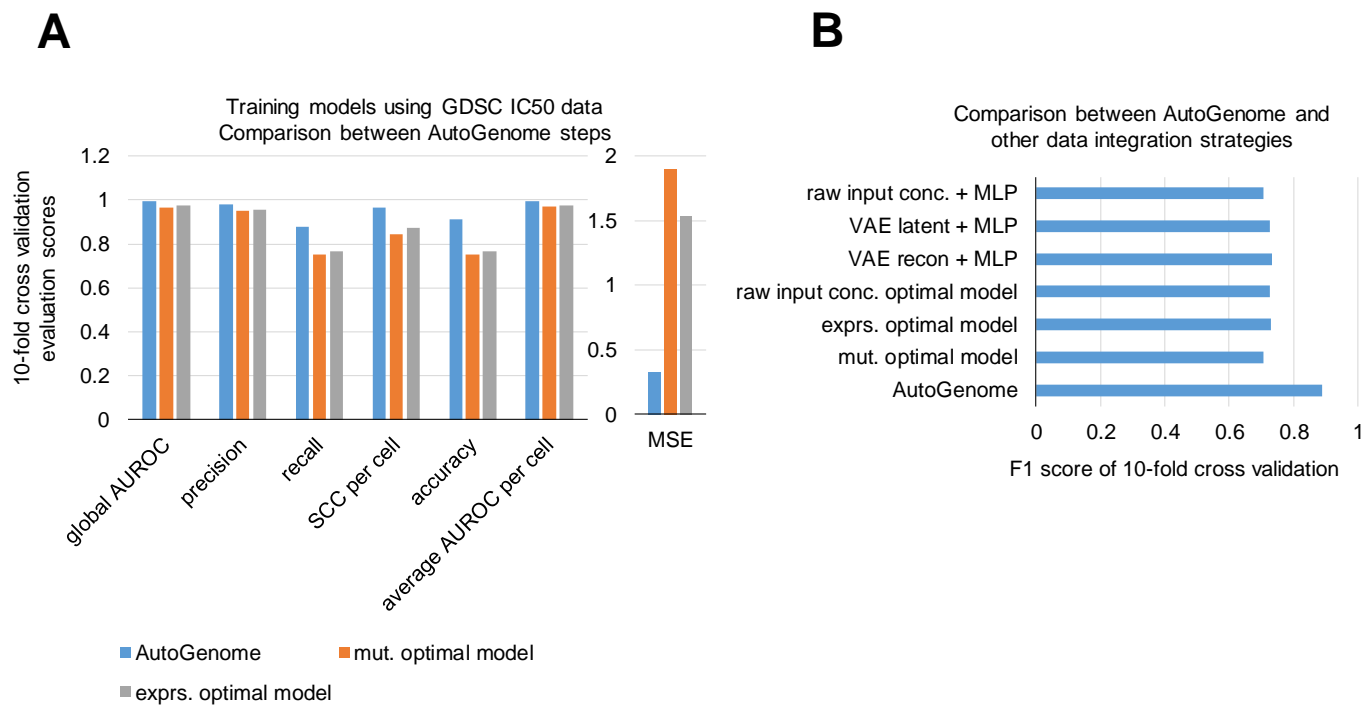 A
Training models using GDSC IC50 data
Comparison between AutoGenome steps
10-fold cross validation
evaluation scores
1.2
1
0.8
0.6
0.4
0.2
0
global AUROC
precision
recall
SCC per cell
accuracy
average AUROC per cell
2
1.5
1
0.5
0
MSE
AutoGenome
mut. optimal model
exprs. optimal model
B
Comparison between AutoGenome and
other data integration strategies
raw input conc. + MLP
VAE latent + MLP
VAE recon + MLP
raw input conc. optimal model
exprs. optimal model
mut. optimal model
AutoGenome
0 0.2 0.4 0.6 0.8 1
F1 score of 10-fold cross validation